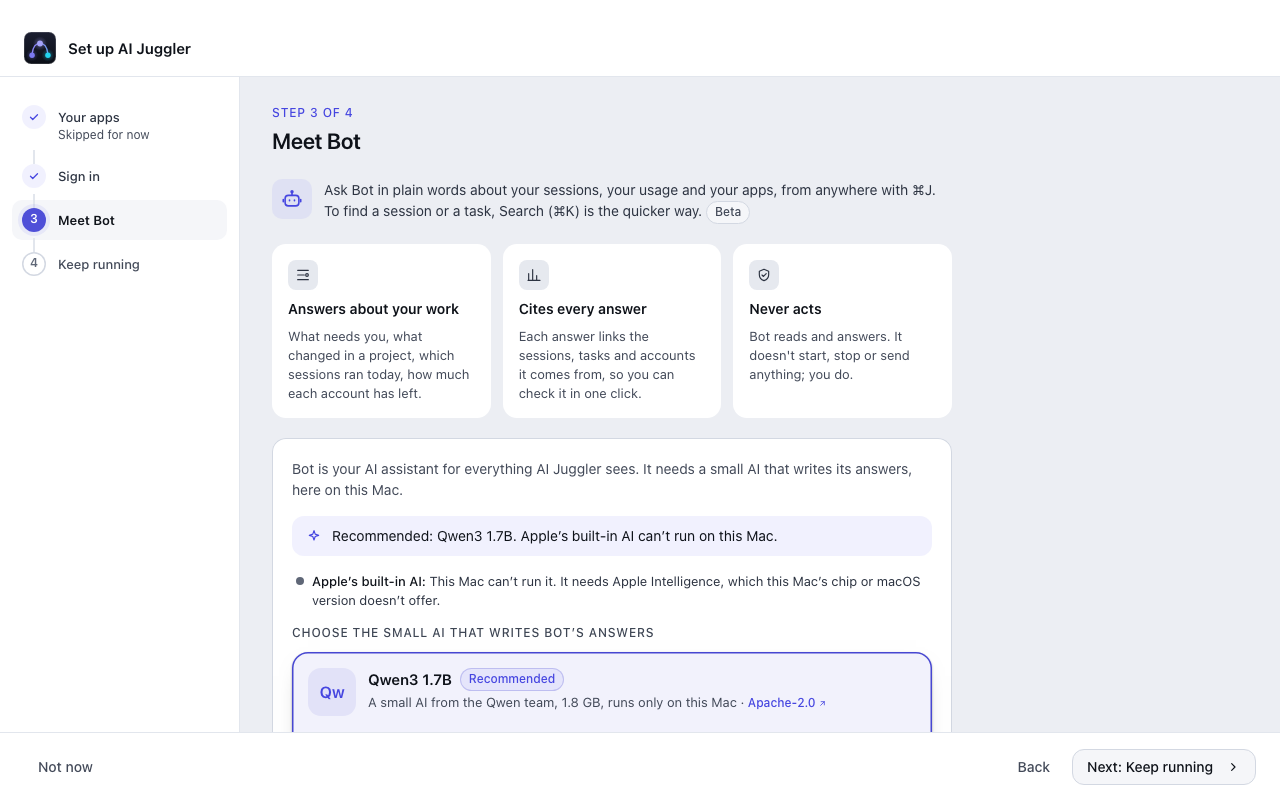 Set up AI Juggler
Your apps
Skipped for now
Sign in
3
Meet Bot
4
Keep running
STEP 3 OF 4
Meet Bot
Ask Bot in plain words about your sessions, your usage and your apps, from anywhere with ⌘J.
To find a session or a task, Search (⌘K) is the quicker way. Beta
Answers about your work
What needs you, what
changed in a project, which
sessions ran today, how much
each account has left.
Cites every answer
Each answer links the
sessions, tasks and accounts
it comes from, so you can
check it in one click.
Never acts
Bot reads and answers. It
doesn't start, stop or send
anything; you do.
Bot is your AI assistant for everything AI Juggler sees. It needs a small AI that writes its answers,
here on this Mac.
Recommended: Qwen3 1.7B. Apple’s built-in AI can’t run on this Mac.
Apple’s built-in AI: This Mac can’t run it. It needs Apple Intelligence, which this Mac’s chip or macOS
version doesn’t offer.
CHOOSE THE SMALL AI THAT WRITES BOT’S ANSWERS
Qw
Qwen3 1.7B Recommended
A small AI from the Qwen team, 1.8 GB, runs only on this Mac · Apache-2.0 ↗
Not now
Back
Next: Keep running